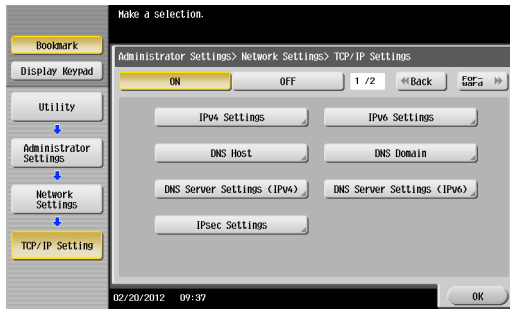 Make a selection.
Bookmark
Display Keypad
Utility
Administrator
Settings
Network
Settings
TCP/IP Setting
Administrator Settings> Network Settings> TCP/IP Settings
ON
OFF
1 /2
Back
For-
ward
IPv4 Settings
IPv6 Settings
DNS Host
DNS Domain
DNS Server Settings (IPv4)
DNS Server Settings (IPv6)
IPsec Settings
02/20/2012 09:37
OK